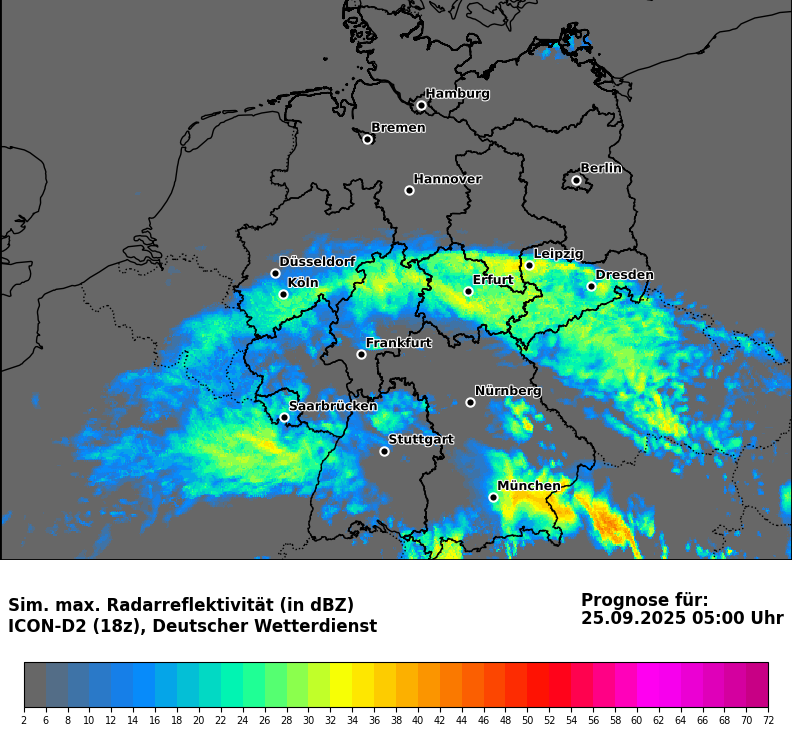 Hamburg
Bremen
Berlin
Hannover
Leipzig
Düsseldorf
Dresden
Köln
Erfurt
Frankfurt
Nürnberg
Saarbrücken
Stuttgart
München
Sim. max. Radarreflektivität (in dBZ)
ICON-D2 (18z), Deutscher Wetterdienst
Prognose für:
25.09.2025 05:00 Uhr
2 6 8 10 12 14 16 18 20 22 24 26 28 30 32 34 36 38 40 42 44 46 48 50 52 54 56 58 60 62 64 66 68 70 72